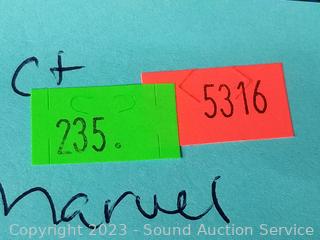 Ct
5316
235.
Marvel
Copyright 2023 - Sound Auction Service